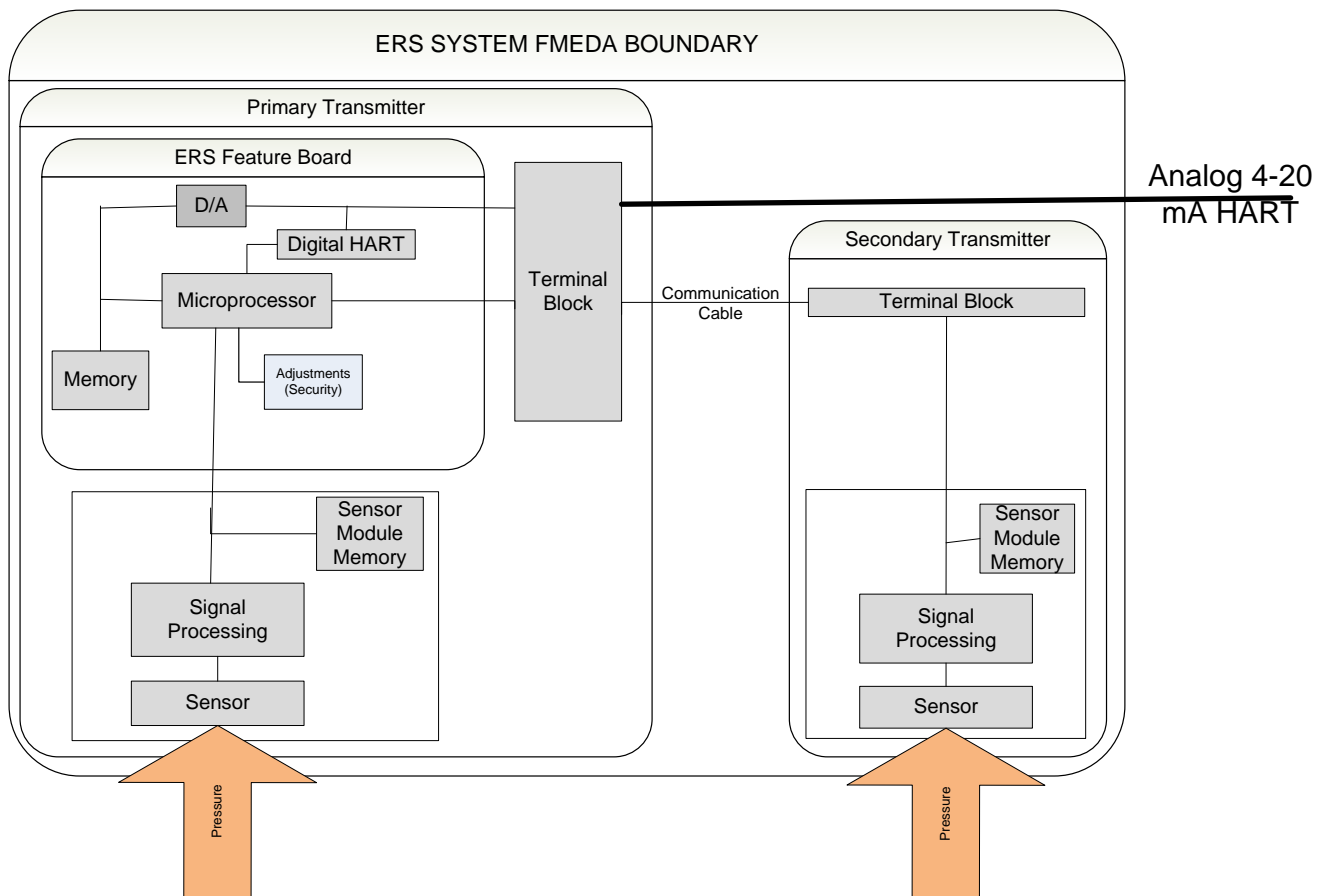 ERS SYSTEM FMEDA BOUNDARY
Primary Transmitter
ERS Feature Board
D/A
Digital HART
Microprocessor
Memory
Adjustments
(Security)
Terminal
Block
Analog 4-20
mA HART
Communication
Cable
Secondary Transmitter
Terminal Block
Sensor
Module
Memory
Signal
Processing
Sensor
Pressure
Sensor
Module
Memory
Signal
Processing
Sensor
Pressure